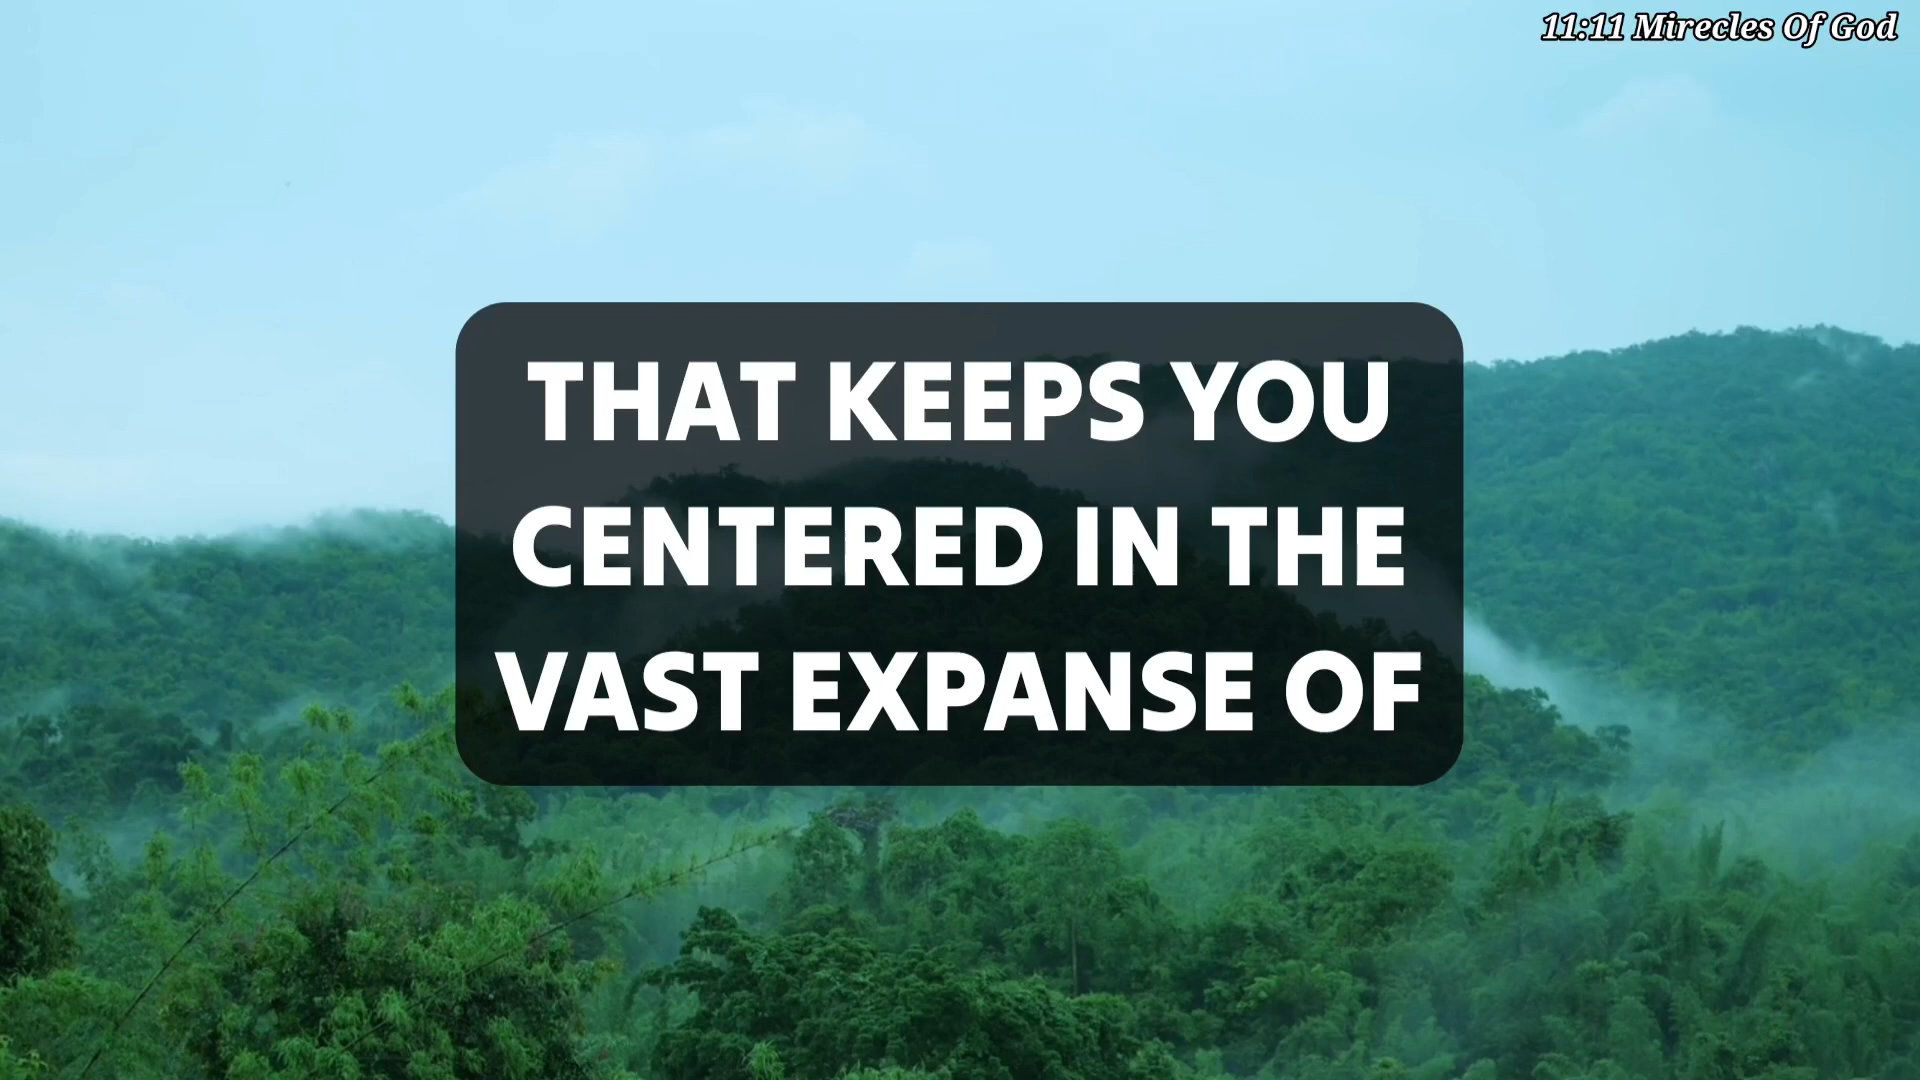 11:11 Mirecles Of God
THAT KEEPS YOU
CENTERED IN THE
VAST EXPANSE OF